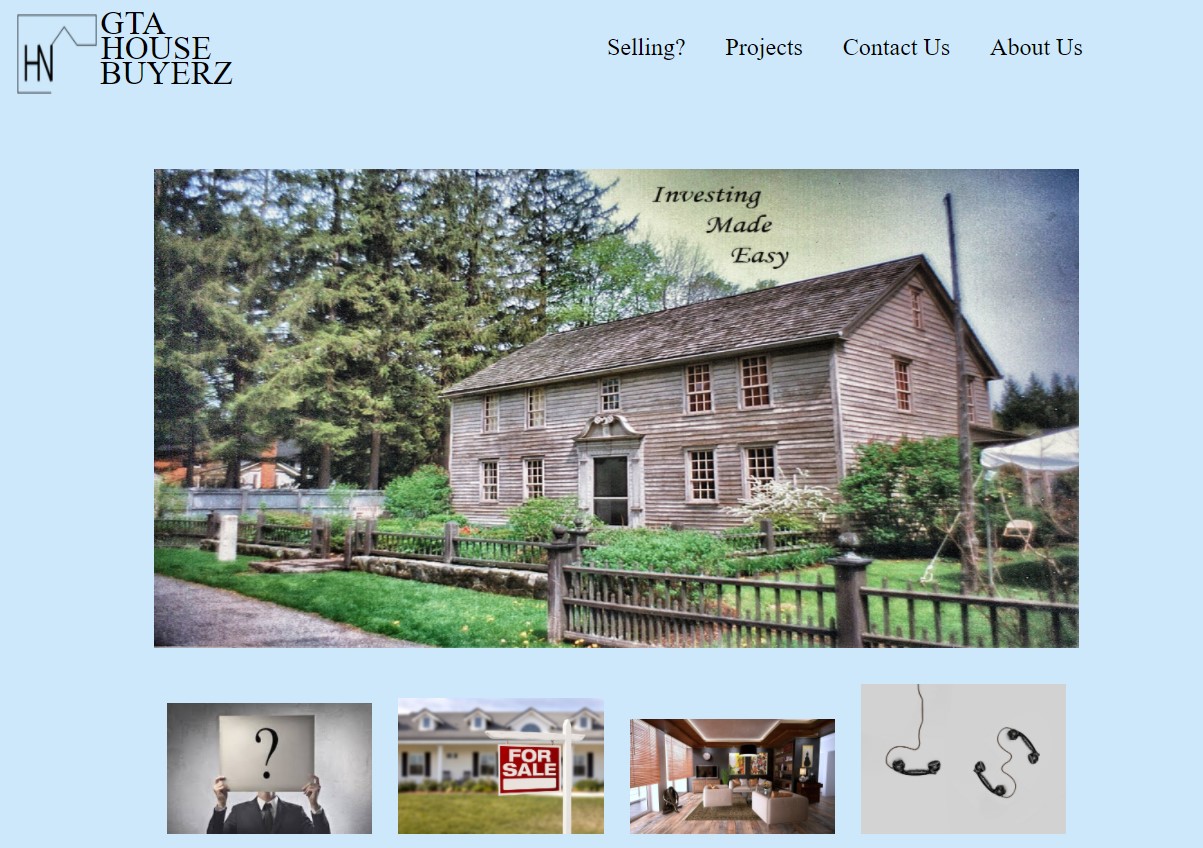 GTA
HOUSE
BUYERZ
HN
Selling?
Projects
Contact Us
About Us
Investing
Made
Easy
?
FOR
SALE